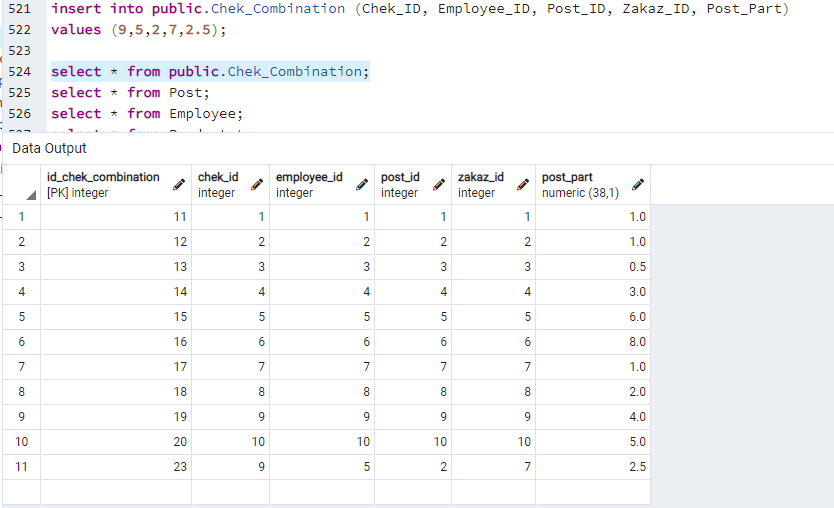 521 insert into public.Chek_Combination (Chek_ID, Employee_ID, Post_ID, Zakaz_ID, Post_Part)
522 values (9,5,2,7,2.5);
523
524 select * from public.Chek_Combination;
525 select * from Post;
526 select * from Employee;
Data Output
id_chek_combination chek_id employee_id post_id zakaz_id post_part
[PK] integer integer integer integer integer numeric (38,1)
1 11 1 1 1 1 1.0
2 12 2 2 2 2 1.0
3 13 3 3 3 3 0.5
4 14 4 4 4 4 3.0
5 15 5 5 5 5 6.0
6 16 6 6 6 6 8.0
7 17 7 7 7 7 1.0
8 18 8 8 8 8 2.0
9 19 9 9 9 9 4.0
10 20 10 10 10 10 5.0
11 23 9 5 2 7 2.5